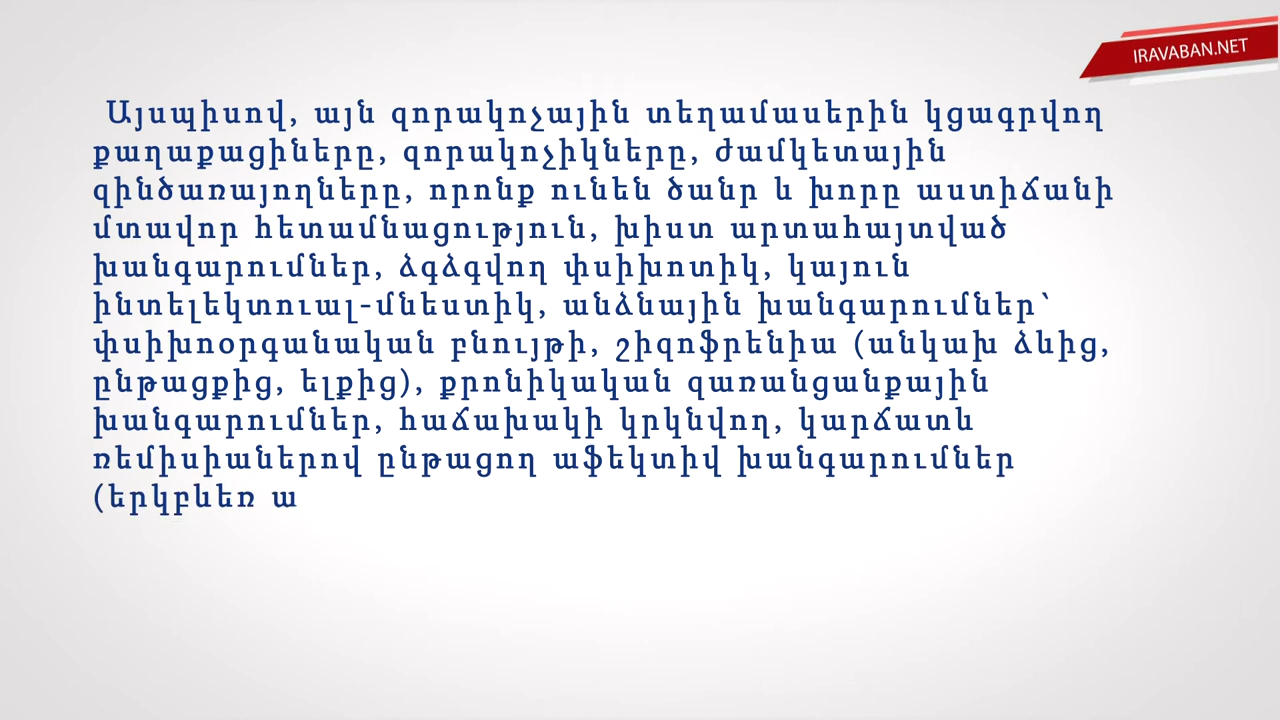 IRAVABAN.NET
Այսպիսով, այն զորակոչային տեղամասերին կցագրվող
քաղաքացիները, զորակոչիկները, ժամկետային
զինծառայողները, որոնք ունեն ծանր և խորը աստիճանի
մտավոր հետամնացություն, խիստ արտահայտված
խանգարումներ, ձգձգվող փսիխոտիկ, կայուն
ինտելեկտուալ-մնեստիկ, անձնային խանգարումներ՝
փսիխոօրգանական բնույթի, շիզոֆրենիա (անկախ ձևից,
ընթացքից, ելքից), քրոնիկական զառանցանքային
խանգարումներ, հաճախակի կրկնվող, կարճատև
ռեմիսիաներով ընթացող աֆեկտիվ խանգարումներ
(երկբևեռ ա